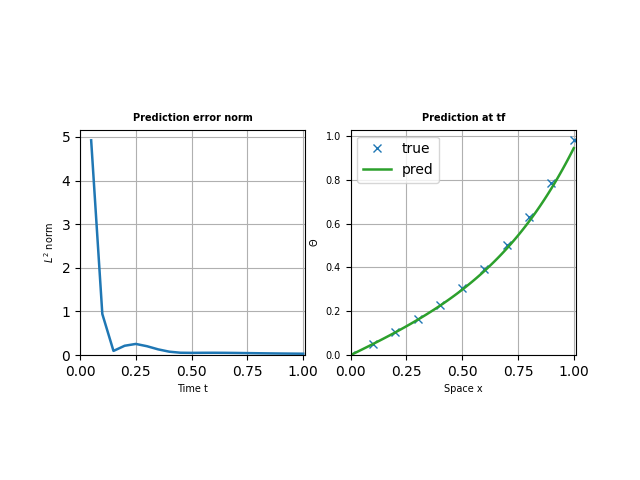 Prediction error norm
L² norm
5
4
3
2
1
0
0.00
0.25
0.50
0.75
1.00
Time t
Prediction at tf
Θ
1.0
0.8
0.6
0.4
0.2
0.0
true
pred
0.00
0.25
0.50
0.75
1.00
Space x